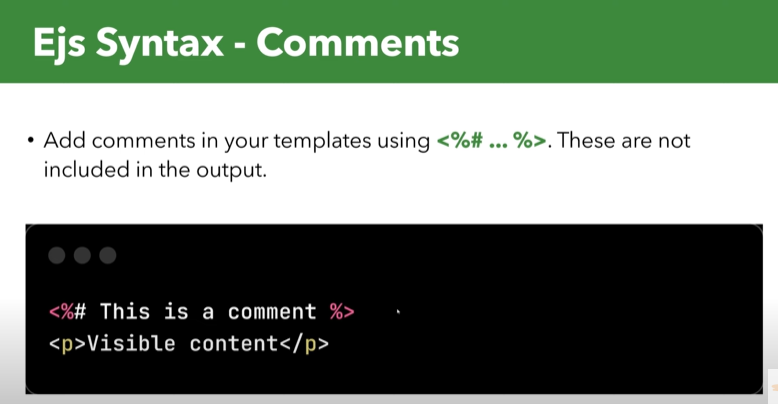 Ejs Syntax - Comments
• Add comments in your templates using <%# ... %>. These are not
included in the output.
<%# This is a comment %>
<p>Visible content</p>